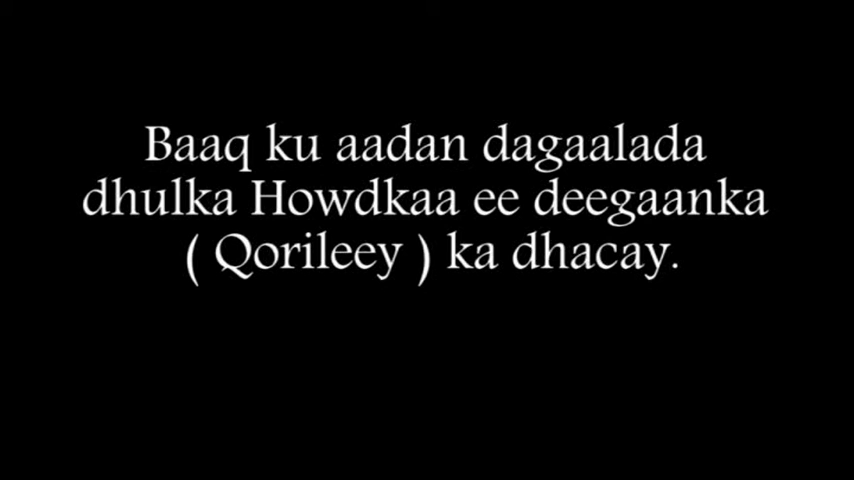 Baaq ku aadan dagaalada
dhulka Howdkaa ee deegaanka
( Qorileey ) ka dhacay.